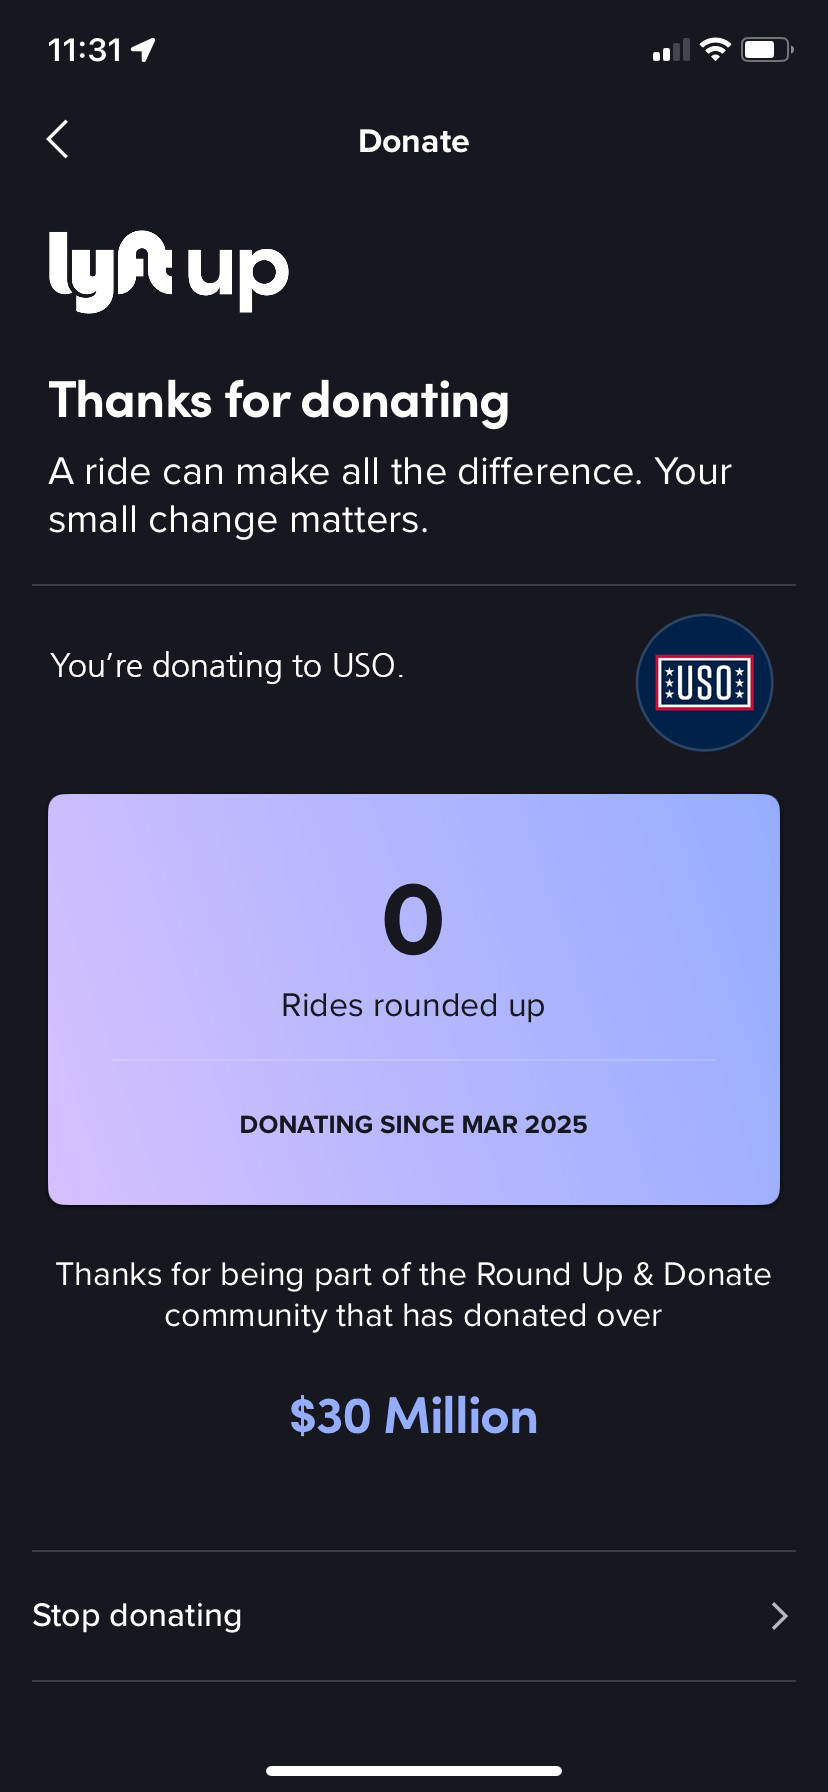 11:31
Donate
lyft up
Thanks for donating
A ride can make all the difference. Your
small change matters.
You’re donating to USO.
USO
0
Rides rounded up
DONATING SINCE MAR 2025
Thanks for being part of the Round Up & Donate
community that has donated over
$30 Million
Stop donating